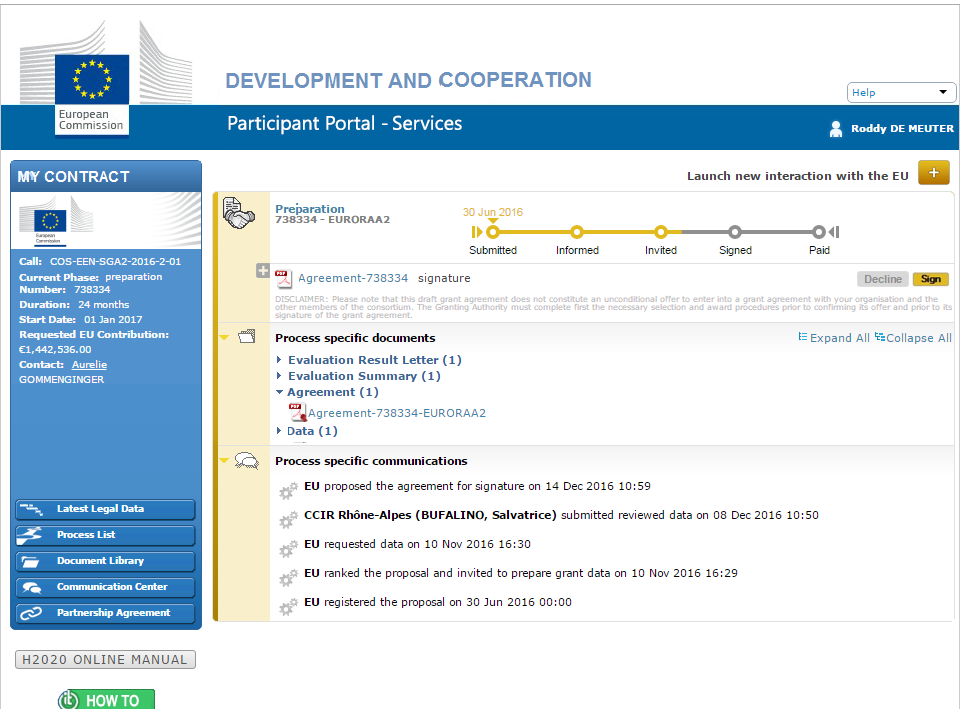 DEVELOPMENT AND COOPERATION
Help
European
Commission
Participant Portal - Services
Roddy DE MEUTER
MY CONTRACT
Launch new interaction with the EU
+
European
Commission
Preparation
738334 - EURORAA2
30 Jun 2016
Submitted
Informed
Invited
Signed
Paid
Call: COS-EEN-SGA2-2016-2-01
Current Phase: preparation
Number: 738334
Duration: 24 months
Start Date: 01 Jan 2017
Requested EU Contribution:
€1,442,536.00
Contact: Aurelie
GOMMENGINGER
Agreement-738334 signature
Decline
Sign
DISCLAIMER: Please note that this draft grant agreement does not constitute an unconditional offer to enter into a grant agreement with your organisation and the
other members of the consortium. The Granting Authority must complete first the necessary selection and award procedures prior to confirming its offer and prior to its
signature of the grant agreement.
Process specific documents
Expand All
Collapse All
Evaluation Result Letter (1)
Evaluation Summary (1)
Agreement (1)
Agreement-738334-EURORAA2
Data (1)
Process specific communications
EU proposed the agreement for signature on 14 Dec 2016 10:59
CCIR Rhône-Alpes (BUFALINO, Salvatrice) submitted reviewed data on 08 Dec 2016 10:50
EU requested data on 10 Nov 2016 16:30
EU ranked the proposal and invited to prepare grant data on 10 Nov 2016 16:29
EU registered the proposal on 30 Jun 2016 00:00
Latest Legal Data
Process List
Document Library
Communication Center
Partnership Agreement
H2020 ONLINE MANUAL
it HOW TO